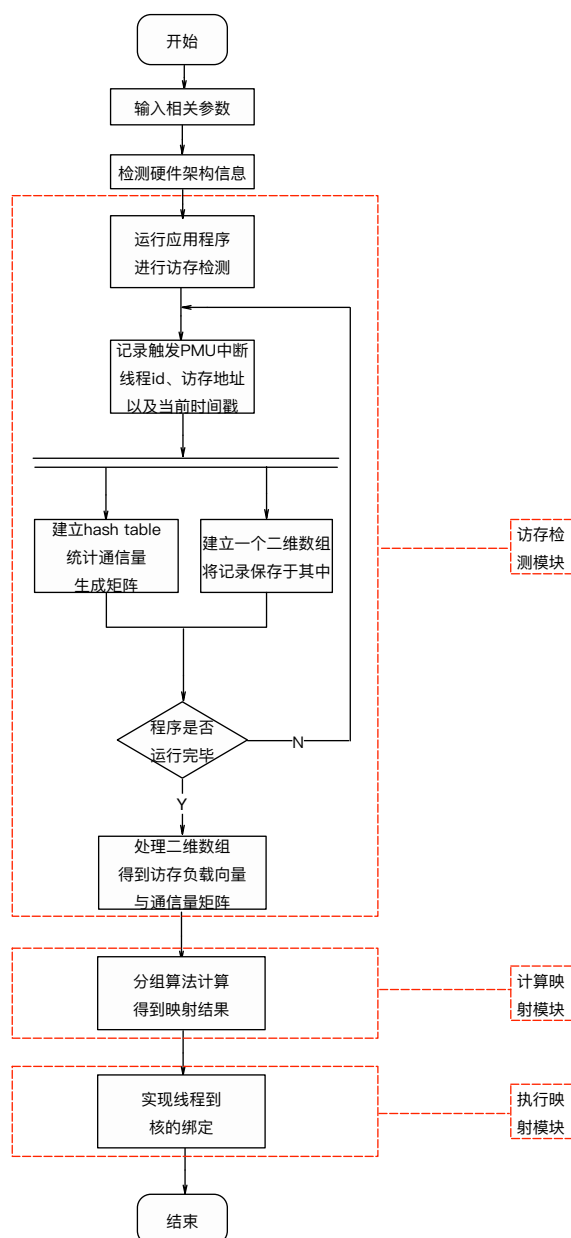 开始
输入相关参数
检测硬件架构信息
运行应用程序
进行访存检测
记录触发PMU中断
线程id、访存地址
以及当前时间戳
建立hash table
统计通信量
生成矩阵
建立一个二维数组
将记录保存于其中
访存检
测模块
程序是否
运行完毕
N
Y
处理二维数组
得到访存负载向量
与通信量矩阵
分组算法计算
得到映射结果
计算映
射模块
实现线程到
核的绑定
执行映
射模块
结束